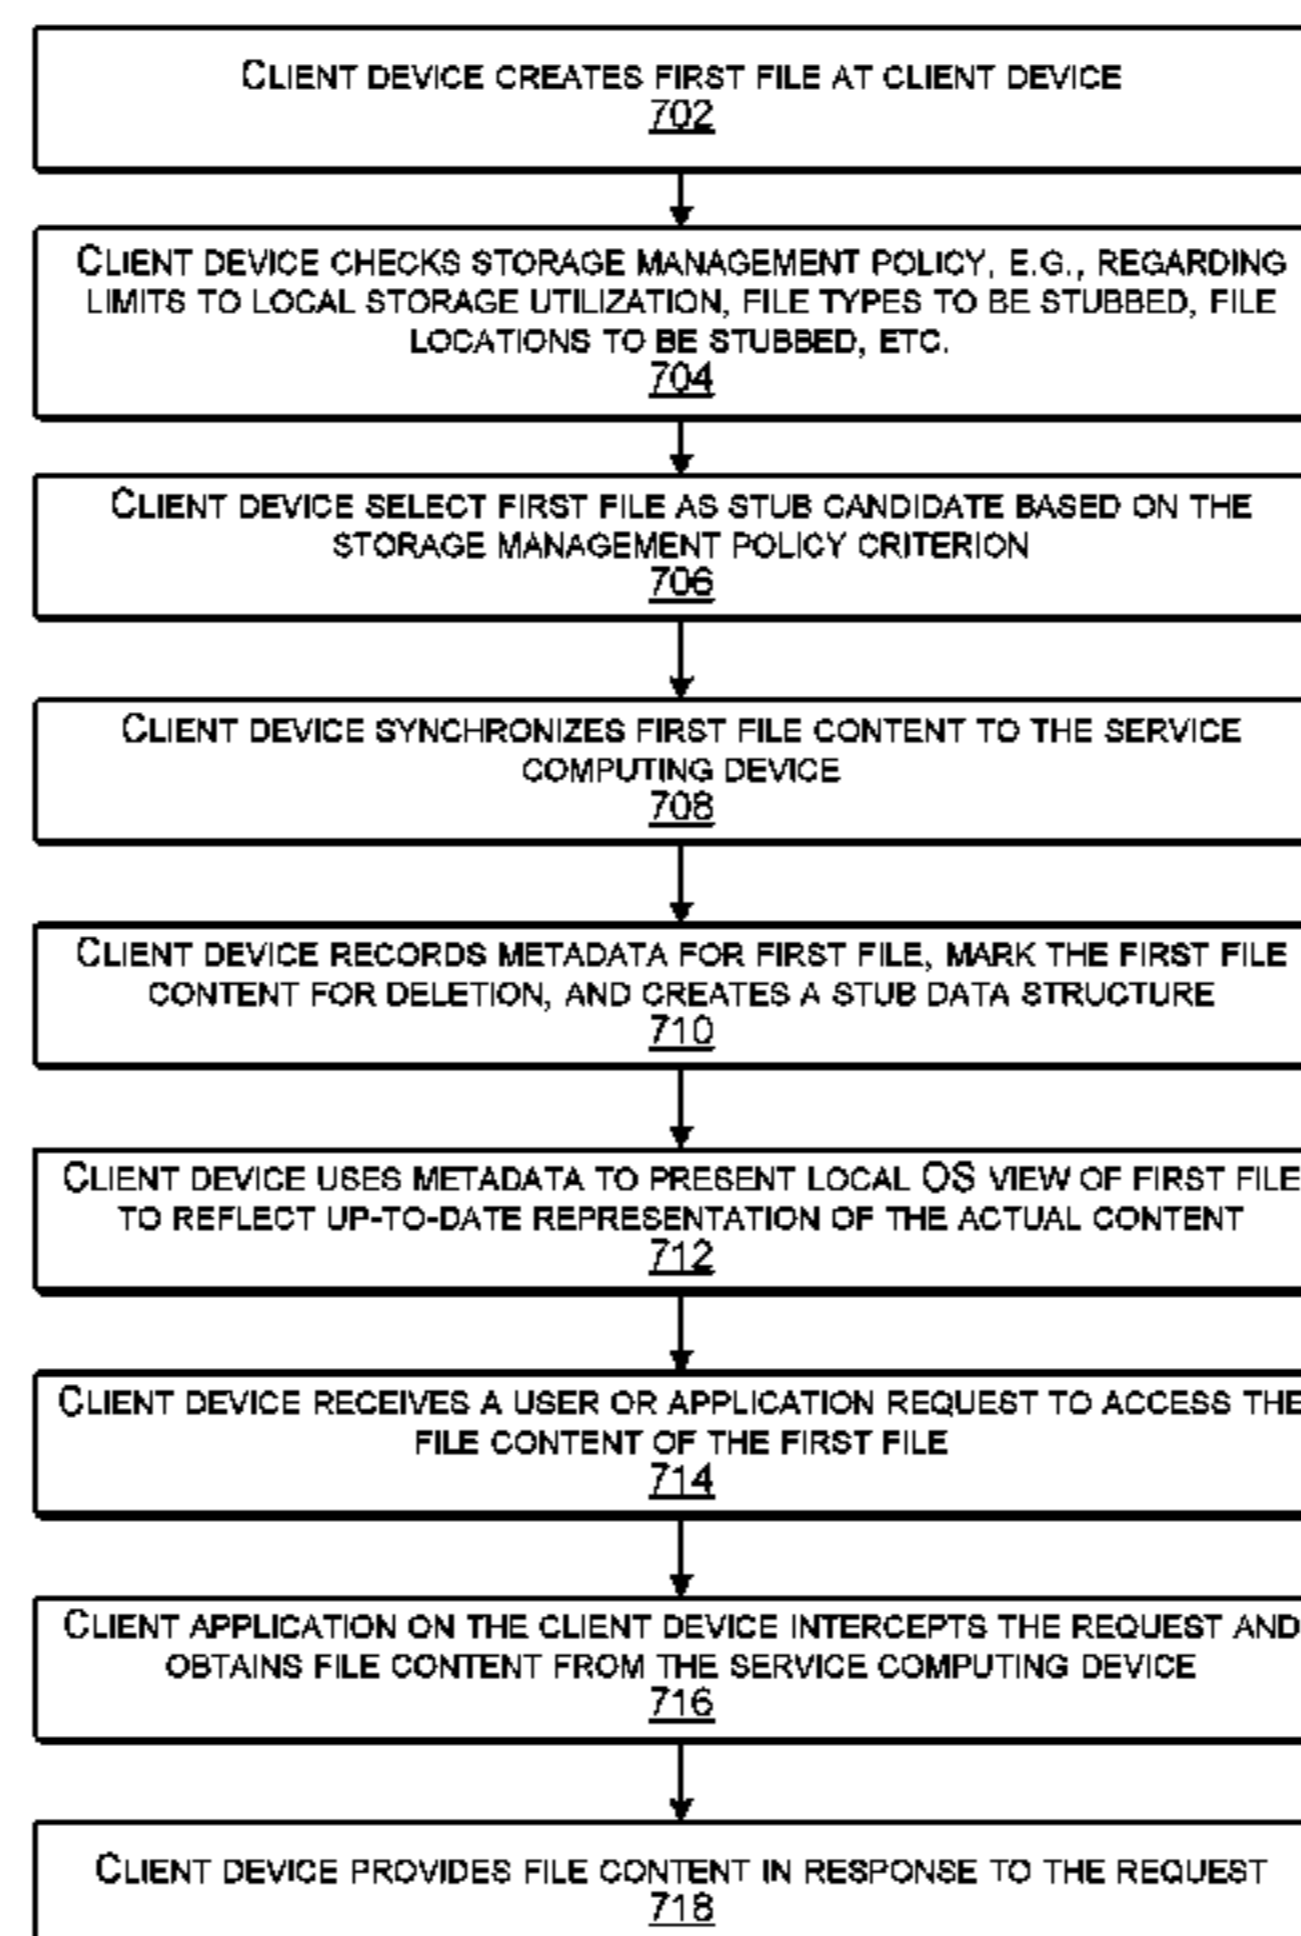 CLIENT DEVICE CREATES FIRST FILE AT CLIENT DEVICE
702
CLIENT DEVICE CHECKS STORAGE MANAGEMENT POLICY, E.G., REGARDING
LIMITS TO LOCAL STORAGE UTILIZATION, FILE TYPES TO BE STUBBED, FILE
LOCATIONS TO BE STUBBED, ETC.
704
CLIENT DEVICE SELECT FIRST FILE AS STUB CANDIDATE BASED ON THE
STORAGE MANAGEMENT POLICY CRITERION
706
CLIENT DEVICE SYNCHRONIZES FIRST FILE CONTENT TO THE SERVICE
COMPUTING DEVICE
708
CLIENT DEVICE RECORDS METADATA FOR FIRST FILE, MARK THE FIRST FILE
CONTENT FOR DELETION, AND CREATES A STUB DATA STRUCTURE
710
CLIENT DEVICE USES METADATA TO PRESENT LOCAL OS VIEW OF FIRST FILE
TO REFLECT UP-TO-DATE REPRESENTATION OF THE ACTUAL CONTENT
712
CLIENT DEVICE RECEIVES A USER OR APPLICATION REQUEST TO ACCESS THE
FILE CONTENT OF THE FIRST FILE
714
CLIENT APPLICATION ON THE CLIENT DEVICE INTERCEPTS THE REQUEST AND
OBTAINS FILE CONTENT FROM THE SERVICE COMPUTING DEVICE
716
CLIENT DEVICE PROVIDES FILE CONTENT IN RESPONSE TO THE REQUEST
718